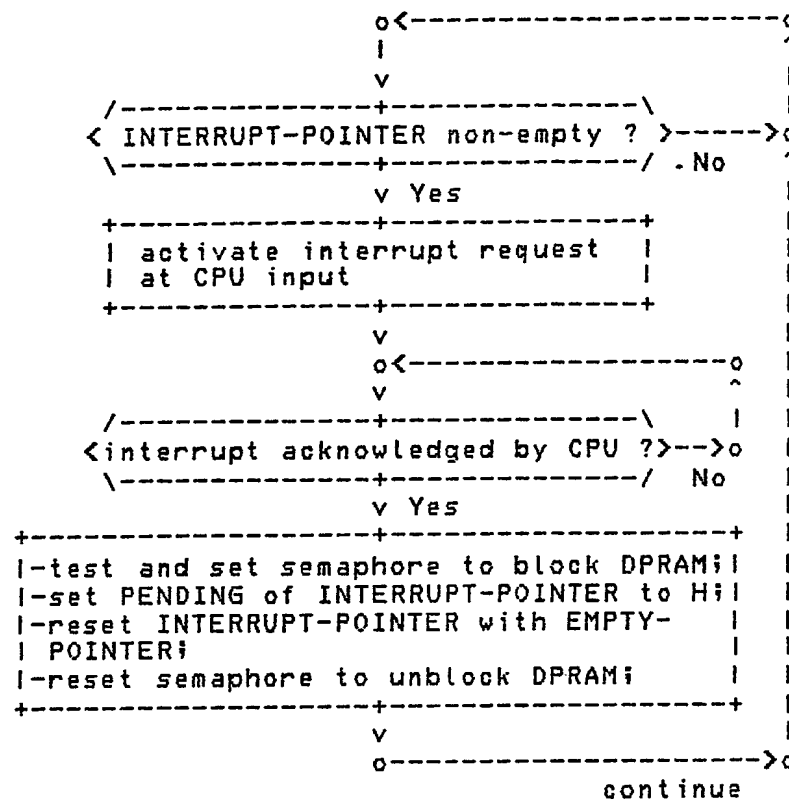 INTERRUPT-POINTER non-empty ?
No
Yes
activate interrupt request
at CPU input
interrupt acknowledged by CPU ?
No
Yes
-test and set semaphore to block DPRAM;
-set PENDING of INTERRUPT-POINTER to H;
-reset INTERRUPT-POINTER with EMPTY-
POINTER;
-reset semaphore to unblock DPRAM;
continue